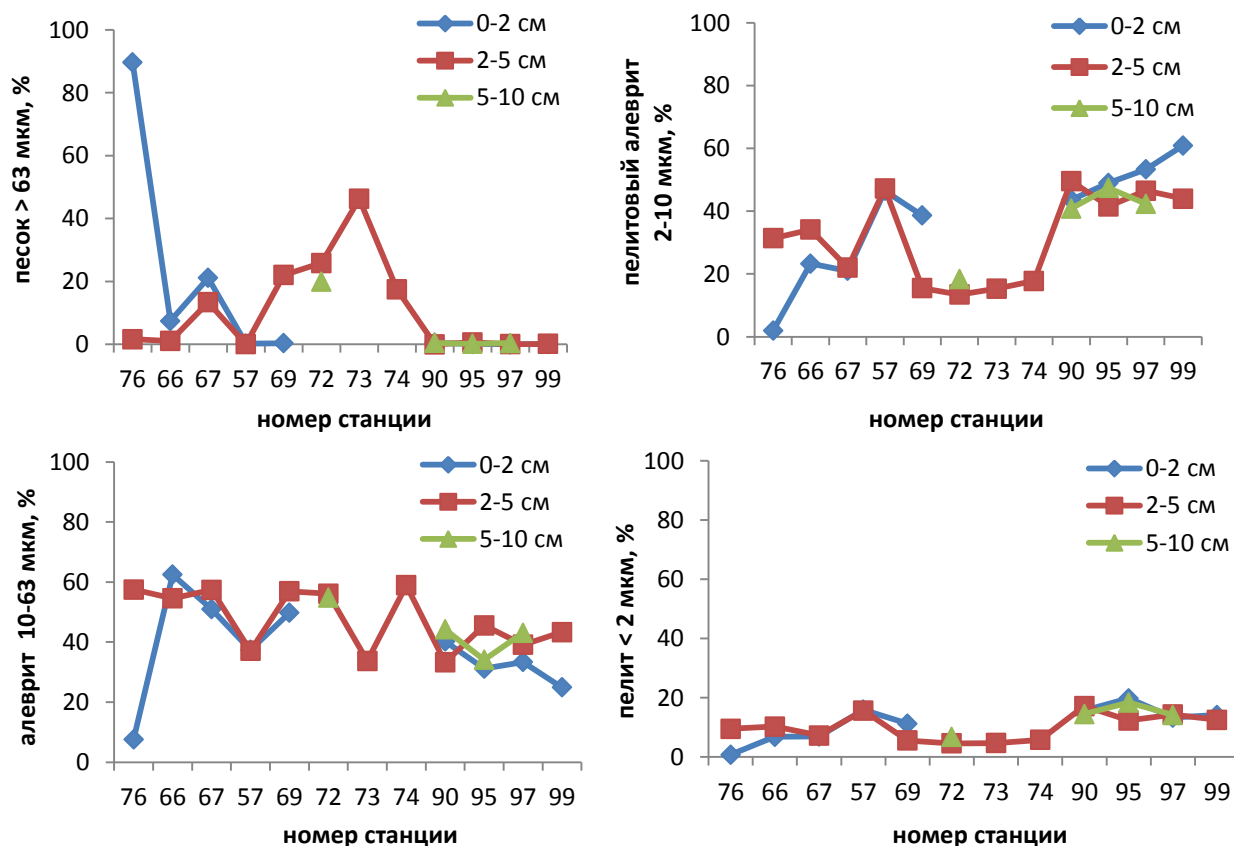 песок > 63 мкм, %
100
80
60
40
20
0
0-2 см
2-5 см
5-10 см
76 66 67 57 69 72 73 74 90 95 97 99
номер станции
пелитовый алеврит
2-10 мкм, %
100
80
60
40
20
0
0-2 см
2-5 см
5-10 см
76 66 67 57 69 72 73 74 90 95 97 99
номер станции
алеврит 10-63 мкм, %
100
80
60
40
20
0
0-2 см
2-5 см
5-10 см
76 66 67 57 69 72 73 74 90 95 97 99
номер станции
пелит < 2 мкм, %
100
80
60
40
20
0
0-2 см
2-5 см
5-10 см
76 66 67 57 69 72 73 74 90 95 97 99
номер станции